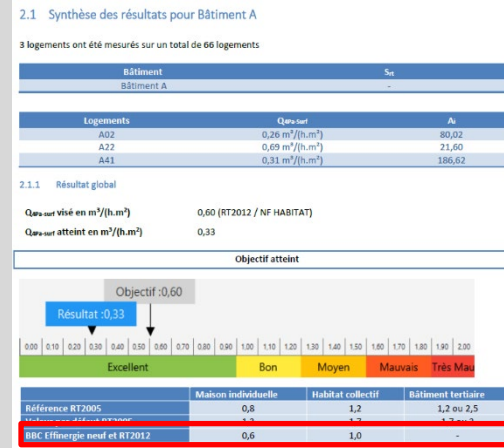 2.1 Synthèse des résultats pour Bâtiment A
3 logements ont été mesurés sur un total de 66 logements
Bâtiment Srt
Bâtiment A -
Logements Q4Pa-surf Ai
A02 0,26 m³/(h.m²) 80,02
A22 0,69 m³/(h.m²) 21,60
A41 0,31 m³/(h.m²) 186,62
2.1.1 Résultat global
Q4Pa-surf visé en m³/(h.m²) 0,60 (RT2012 / NF HABITAT)
Q4Pa-surf atteint en m³/(h.m²) 0,33
Objectif atteint
Objectif :0,60
Résultat :0,33
0.00 0.10 0.20 0.30 0.40 0.50 0.60 0.70 0.80 0.90 1.00 1.10 1.20 1.30 1.40 1.50 1.60 1.70 1.80 1.90 2.00
Excellent Bon Moyen Mauvais Très Mau
Maison individuelle Habitat collectif Bâtiment tertiaire
Référence RT2005 0,8 1,2 1,2 ou 2,5
BBC Effinergie neuf et RT2012 0,6 1,0 -